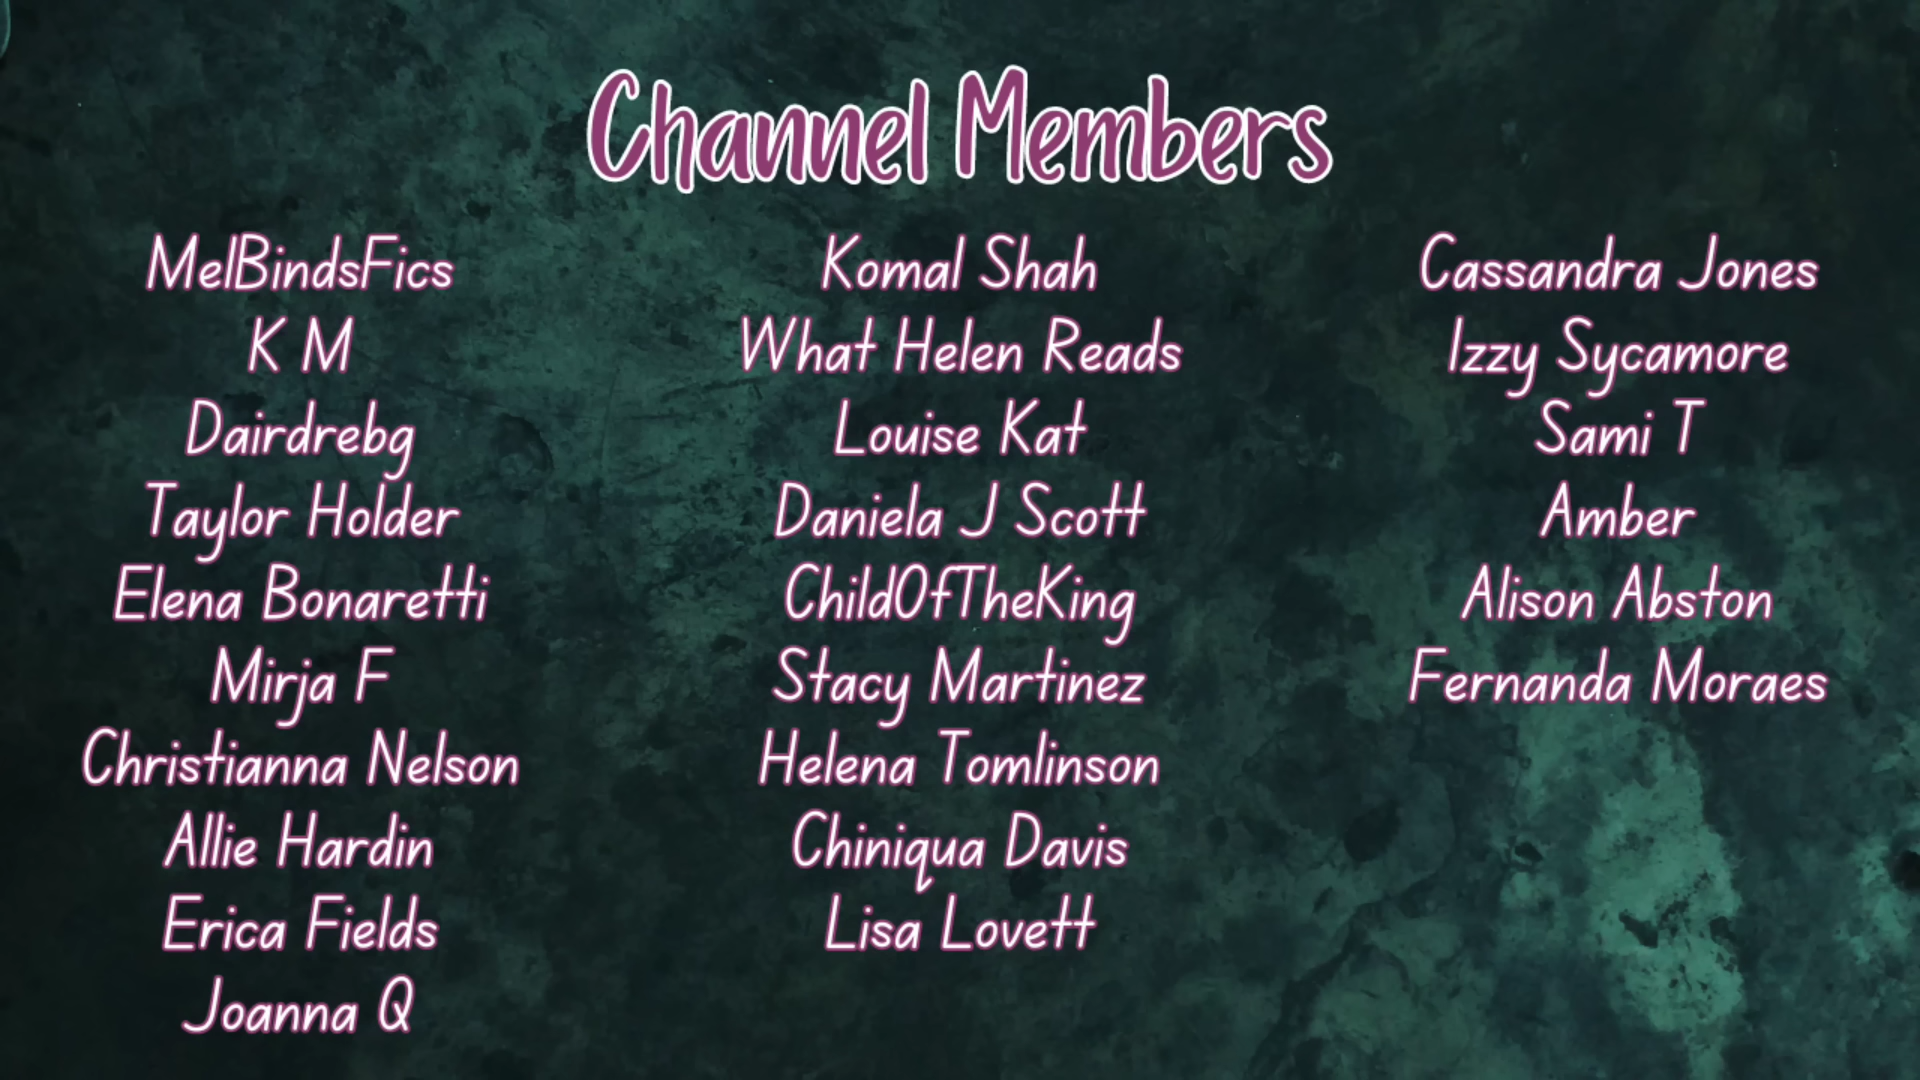 Channel Members
MelBindsFics
K M
Dairdrebg
Taylor Holder
Elena Bonaretti
Mirja F
Christianna Nelson
Allie Hardin
Erica Fields
Joanna Q
Komal Shah
What Helen Reads
Louise Kat
Daniela J Scott
ChildOfTheKing
Stacy Martinez
Helena Tomlinson
Chiniqua Davis
Lisa Lovett
Cassandra Jones
Izzy Sycamore
Sami T
Amber
Alison Abston
Fernanda Moraes